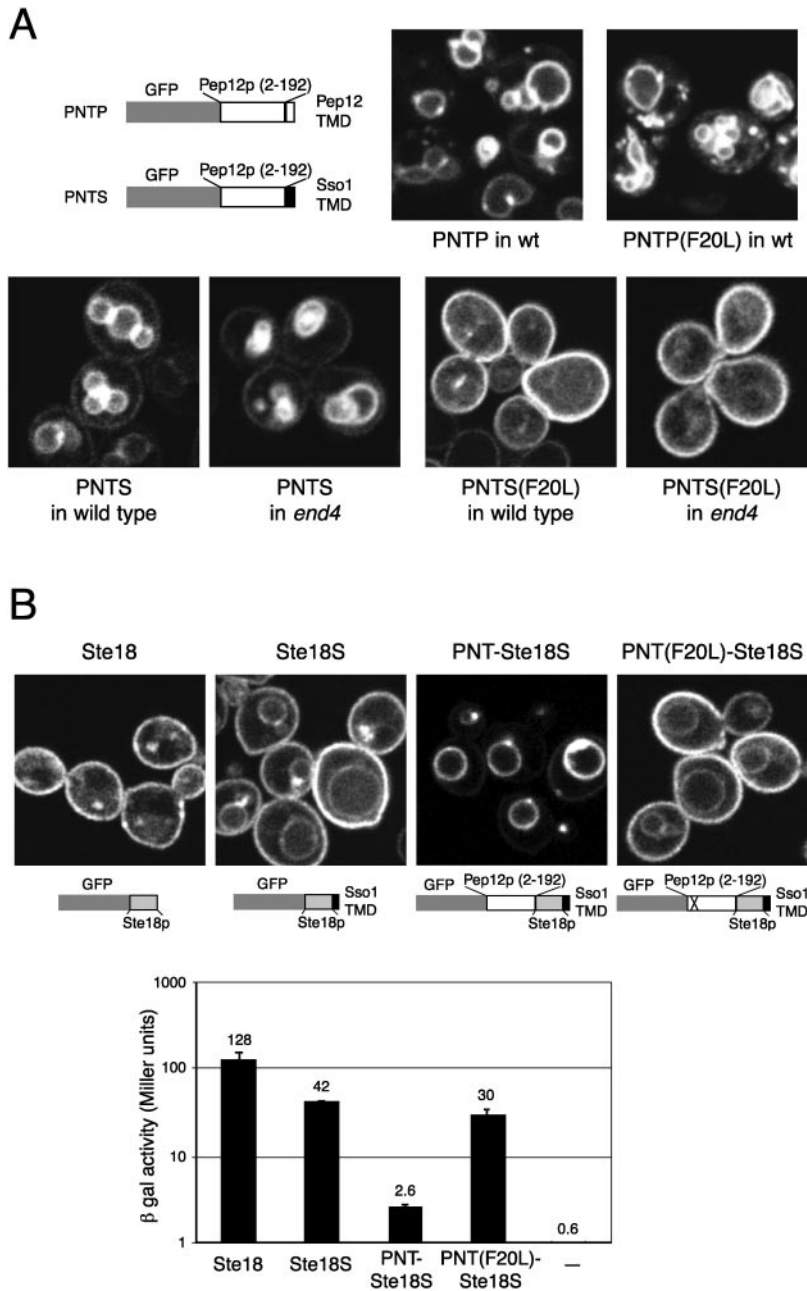 A
GFP Pep12p (2-192)
PNTP
Pep12
TMD
GFP Pep12p (2-192)
PNTS
Sso1
TMD
PNTP in wt
PNTP(F20L) in wt
PNTS
in wild type
PNTS
in end4
PNTS(F20L)
in wild type
PNTS(F20L)
in end4
B
Ste18
Ste18S
PNT-Ste18S
PNT(F20L)-Ste18S
GFP
Ste18p
GFP
Sso1
TMD
Ste18p
GFP Pep12p (2-192)
Sso1
TMD
Ste18p
GFP Pep12p (2-192)
Sso1
TMD
Ste18p
β gal activity (Miller units)
1000
100
10
1
128
42
2.6
30
0.6
Ste18
Ste18S
PNT-
Ste18S
PNT(F20L)-
Ste18S
—